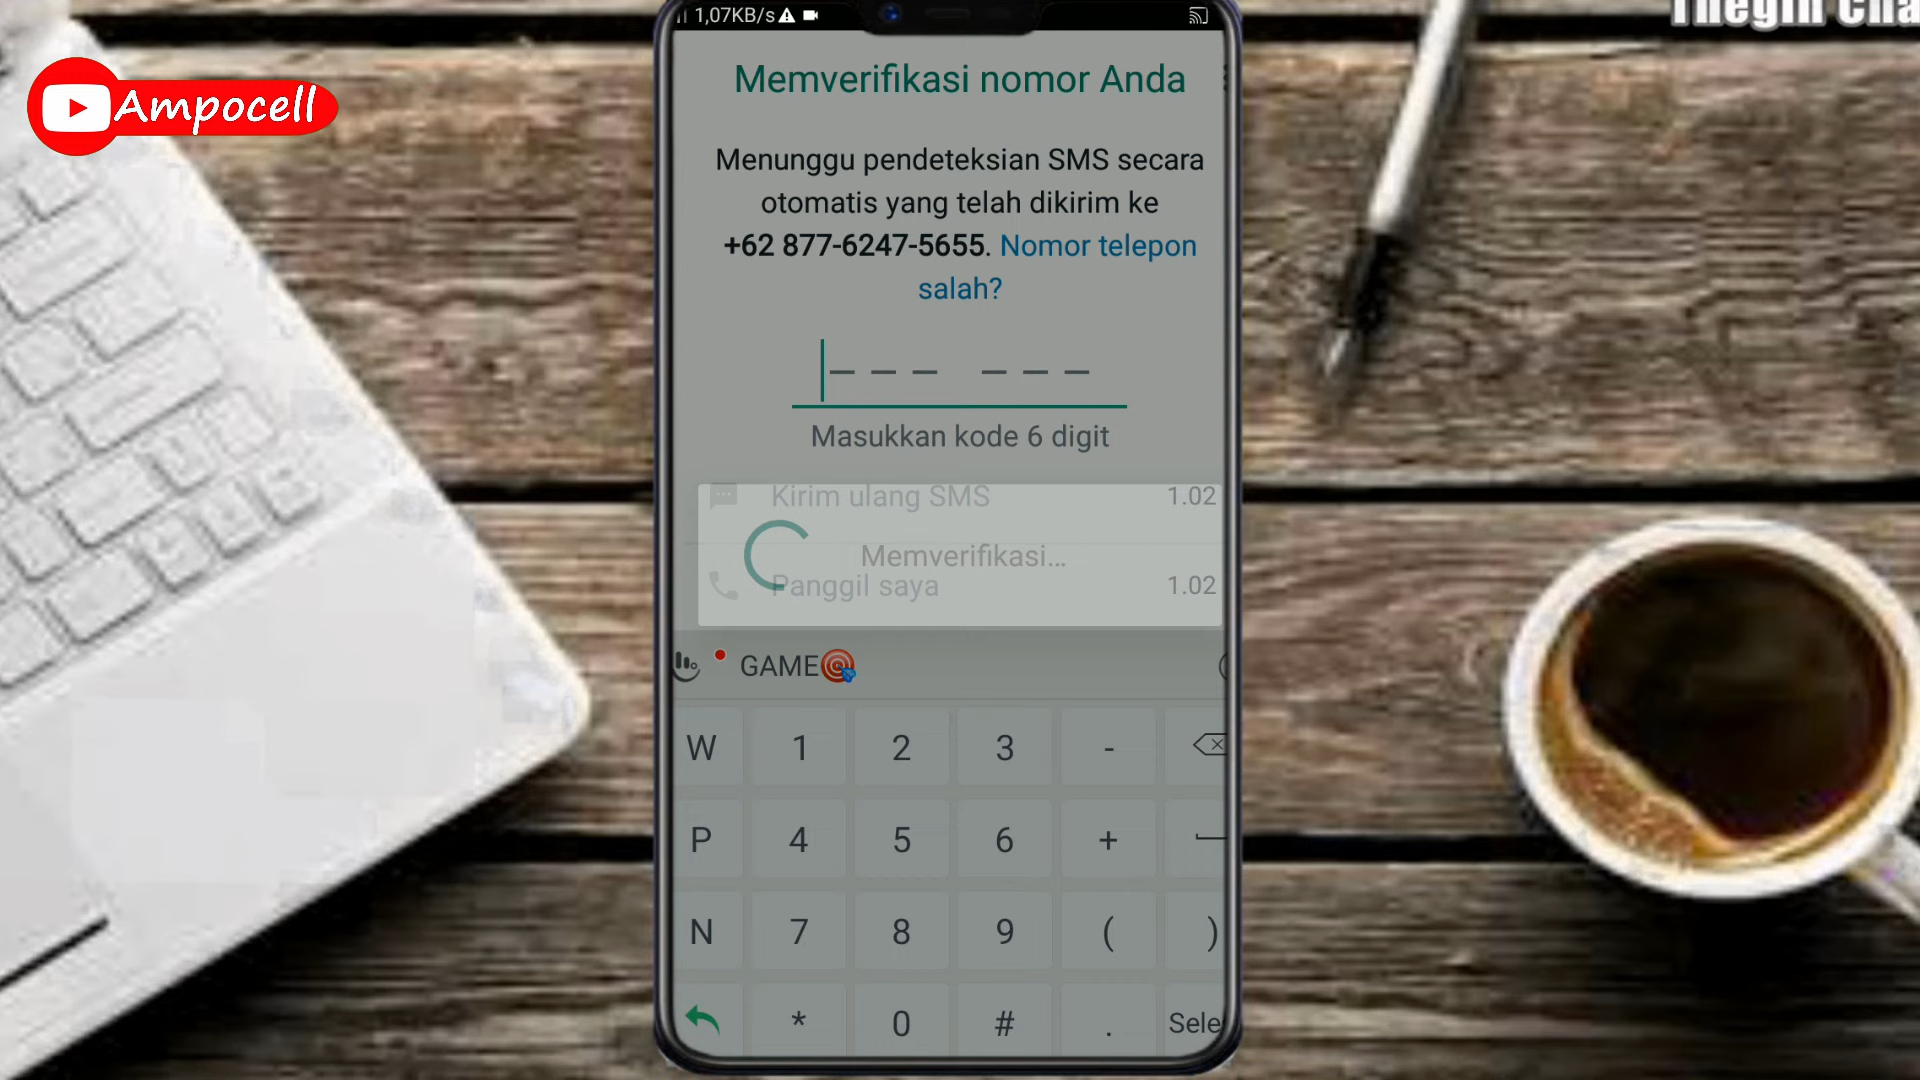 1,07KB/s
Ampocell
Memverifikasi nomor Anda
Menunggu pendeteksian SMS secara
otomatis yang telah dikirim ke
+62 877-6247-5655. Nomor telepon
salah?
Masukkan kode 6 digit
Kirim ulang SMS 1.02
Memverifikasi...
Panggil saya 1.02
GAME
W 1 2 3 -
P 4 5 6 +
N 7 8 9 ( )
* 0 # . Sele